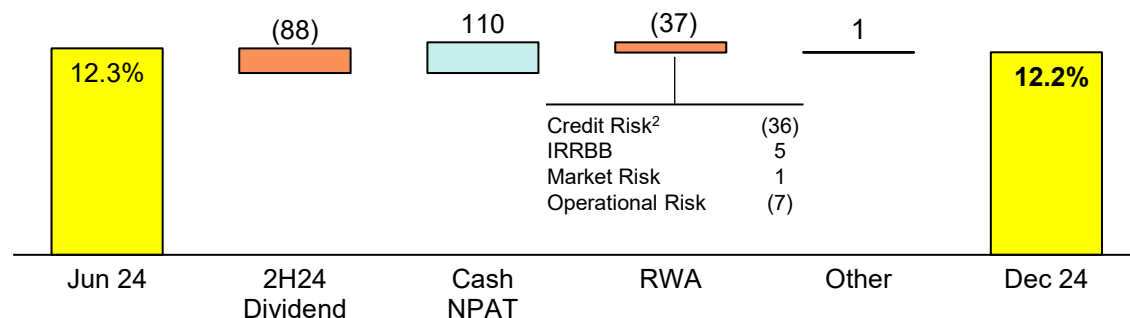 (88)
110
(37)
1
12.3%
12.2%
Credit Risk² (36)
IRRBB 5
Market Risk 1
Operational Risk (7)
Jun 24
2H24
Dividend
Cash
NPAT
RWA
Other
Dec 24